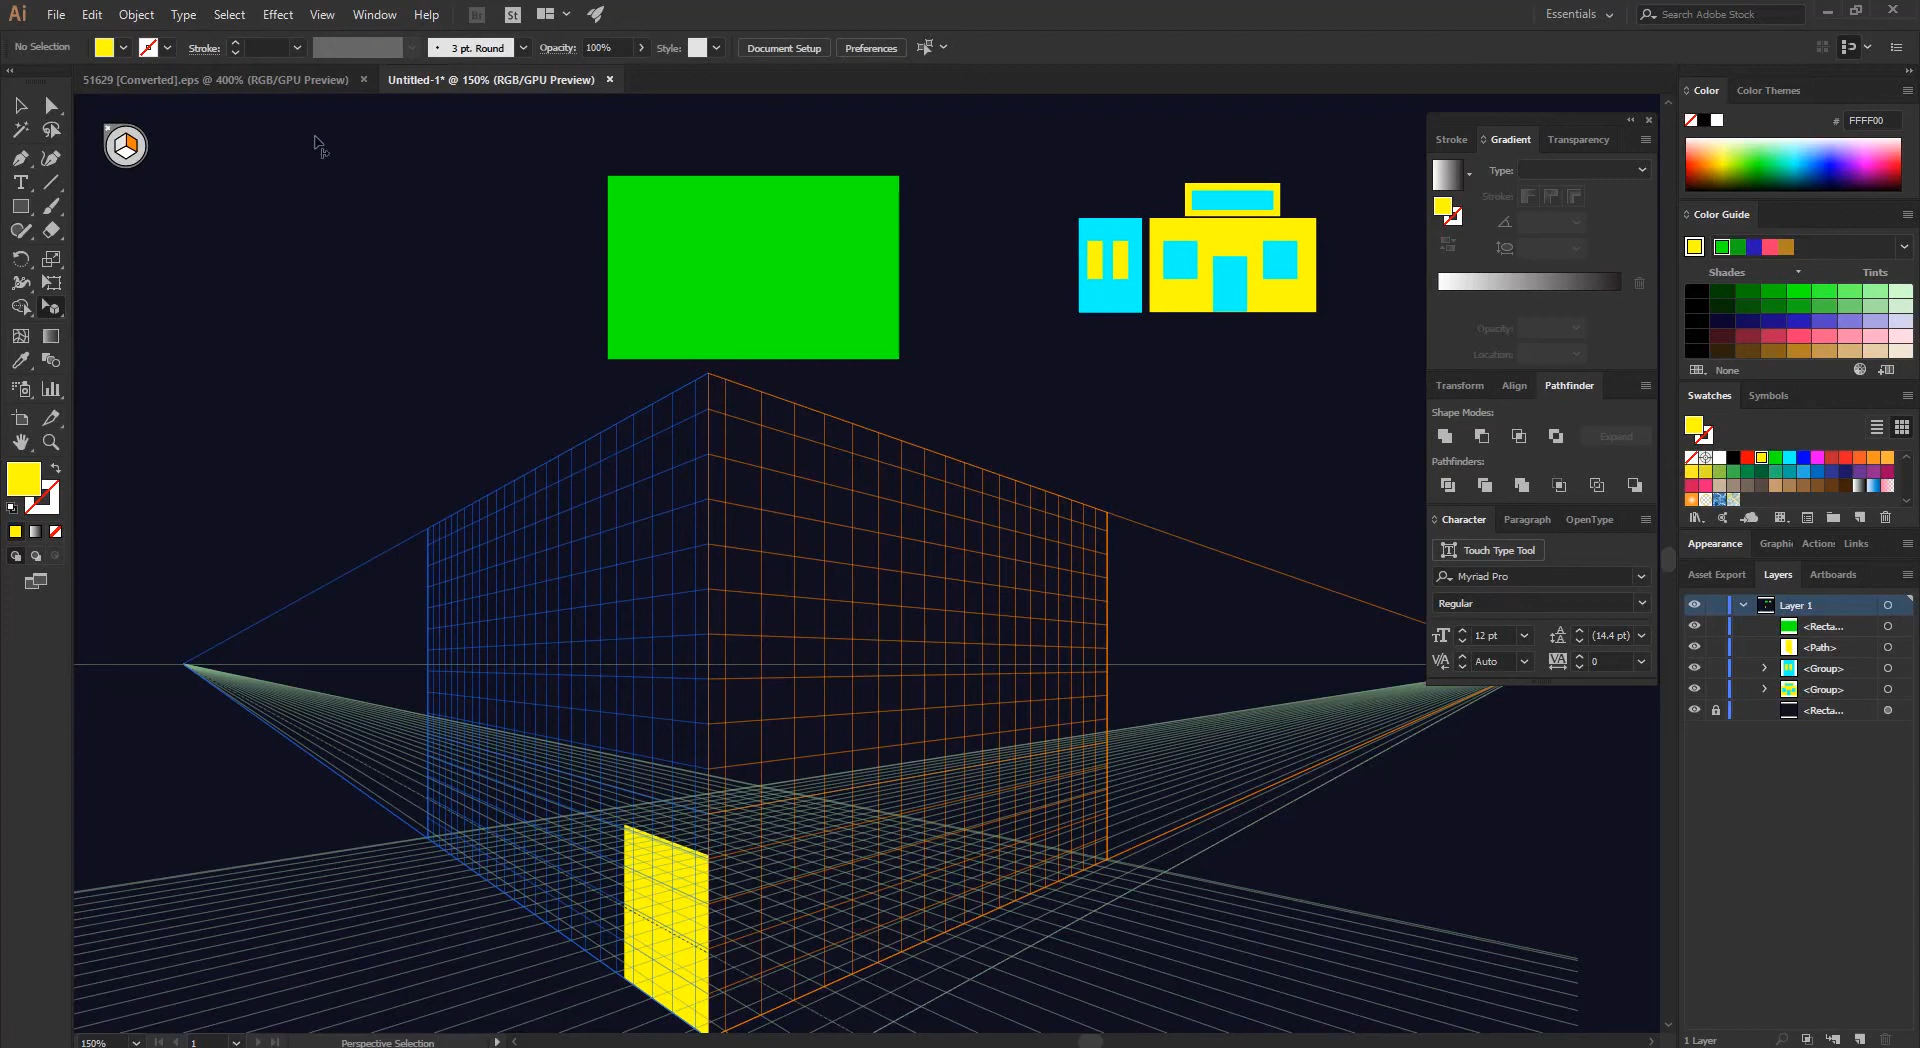 Ai File Edit Object Type Select Effect View Window Help Br St Essentials Search Adobe Stock
No Selection Stroke: 3 pt. Round Opacity: 100% Style: Document Setup Preferences
51629 [Converted].eps @ 400% (RGB/GPU Preview) × Untitled-1* @ 150% (RGB/GPU Preview) ×
Color Color Themes
# FFFF00
Stroke Gradient Transparency
Type:
Stroke:
Color Guide
Shades Tints
Opacity:
Location:
None
Transform Align Pathfinder
Shape Modes:
Expand
Pathfinders:
Swatches Symbols
Character Paragraph OpenType
Touch Type Tool
Myriad Pro
Regular
12 pt (14.4 pt)
Auto 0
Appearance Graphic Actions Links
Asset Export Layers Artboards
Layer 1
<Recta...
<Path>
<Group>
<Group>
<Recta...
150% 1 Perspective Selection
1 Layer